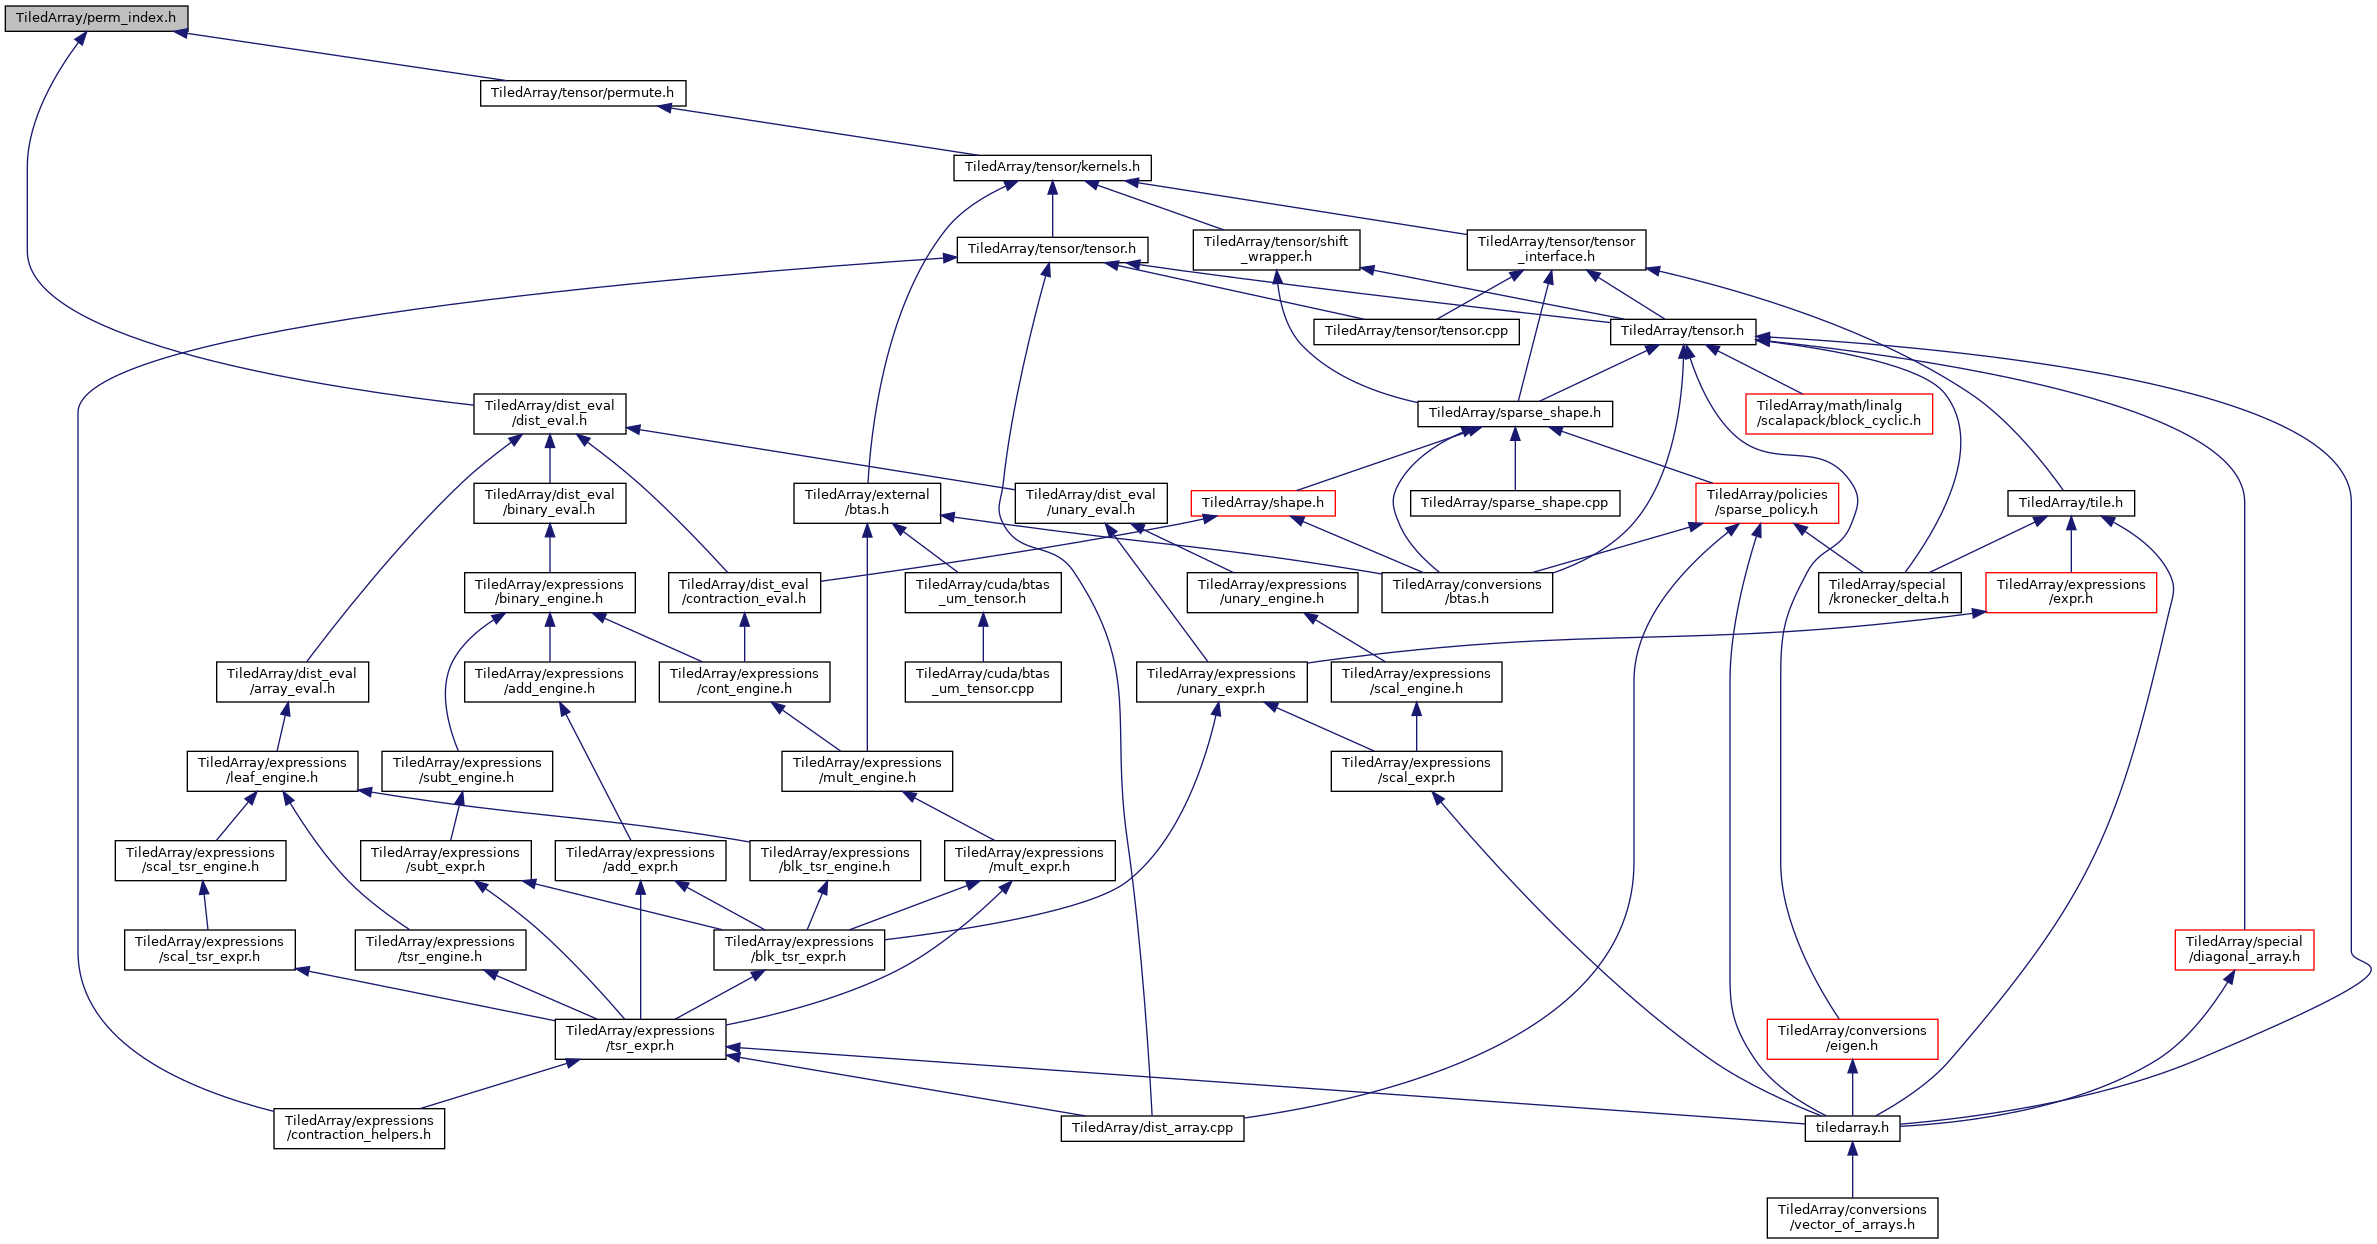 TiledArray/perm_index.h
TiledArray/tensor/permute.h
TiledArray/tensor/kernels.h
TiledArray/tensor/tensor.h
TiledArray/tensor/shift
_wrapper.h
TiledArray/tensor/tensor
_interface.h
TiledArray/tensor/tensor.cpp
TiledArray/tensor.h
TiledArray/dist_eval
/dist_eval.h
TiledArray/sparse_shape.h
TiledArray/math/linalg
/scalapack/block_cyclic.h
TiledArray/dist_eval
/binary_eval.h
TiledArray/external
/btas.h
TiledArray/dist_eval
/unary_eval.h
TiledArray/shape.h
TiledArray/sparse_shape.cpp
TiledArray/policies
/sparse_policy.h
TiledArray/tile.h
TiledArray/expressions
/binary_engine.h
TiledArray/dist_eval
/contraction_eval.h
TiledArray/cuda/btas
_um_tensor.h
TiledArray/expressions
/unary_engine.h
TiledArray/conversions
/btas.h
TiledArray/special
/kronecker_delta.h
TiledArray/expressions
/expr.h
TiledArray/dist_eval
/array_eval.h
TiledArray/expressions
/add_engine.h
TiledArray/expressions
/cont_engine.h
TiledArray/cuda/btas
_um_tensor.cpp
TiledArray/expressions
/unary_expr.h
TiledArray/expressions
/scal_engine.h
TiledArray/expressions
/leaf_engine.h
TiledArray/expressions
/subt_engine.h
TiledArray/expressions
/mult_engine.h
TiledArray/expressions
/scal_expr.h
TiledArray/expressions
/scal_tsr_engine.h
TiledArray/expressions
/subt_expr.h
TiledArray/expressions
/add_expr.h
TiledArray/expressions
/blk_tsr_engine.h
TiledArray/expressions
/mult_expr.h
TiledArray/expressions
/scal_tsr_expr.h
TiledArray/expressions
/tsr_engine.h
TiledArray/expressions
/blk_tsr_expr.h
TiledArray/special
/diagonal_array.h
TiledArray/expressions
/tsr_expr.h
TiledArray/conversions
/eigen.h
TiledArray/expressions
/contraction_helpers.h
TiledArray/dist_array.cpp
tiledarray.h
TiledArray/conversions
/vector_of_arrays.h